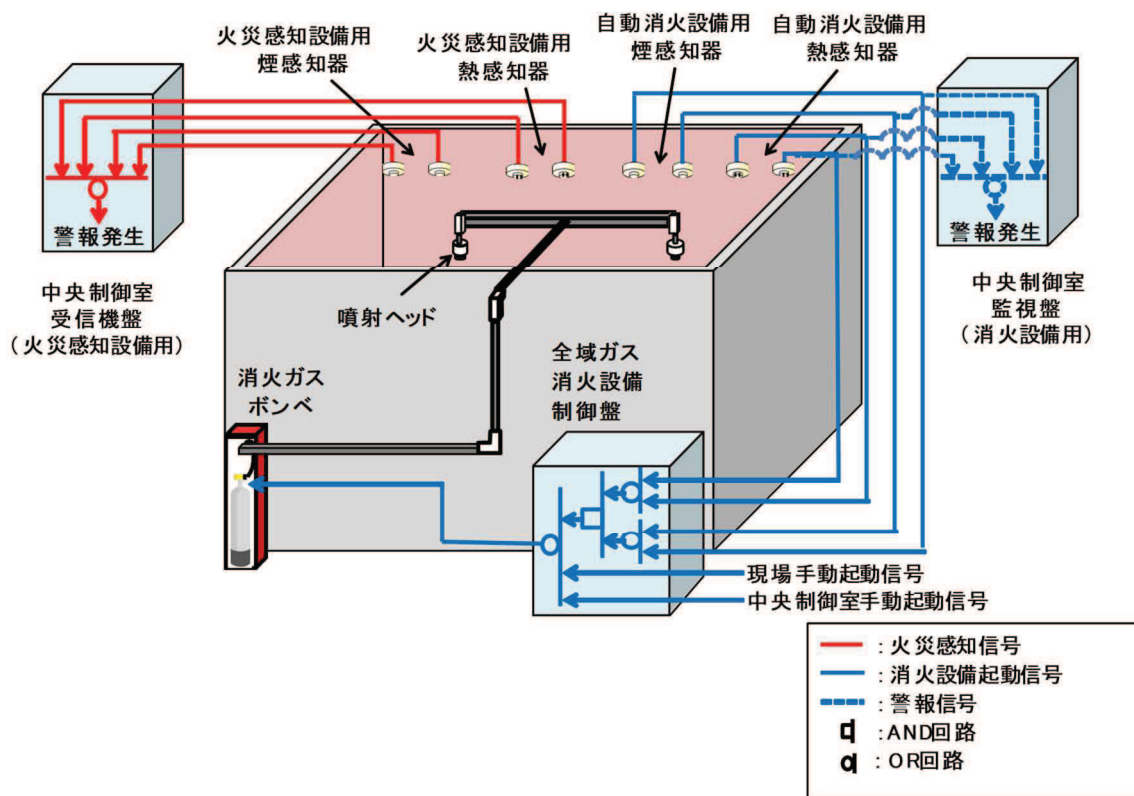 火災感知設備用
煙感知器
火災感知設備用
熱感知器
自動消火設備用
煙感知器
自動消火設備用
熱感知器
警報発生
警報発生
中央制御室
受信機盤
(火災感知設備用)
中央制御室
監視盤
(消火設備用)
噴射ヘッド
消火ガス
ボンベ
全域ガス
消火設備
制御盤
現場手動起動信号
中央制御室手動起動信号
:火災感知信号
:消火設備起動信号
:警報信号
:AND回路
:OR回路